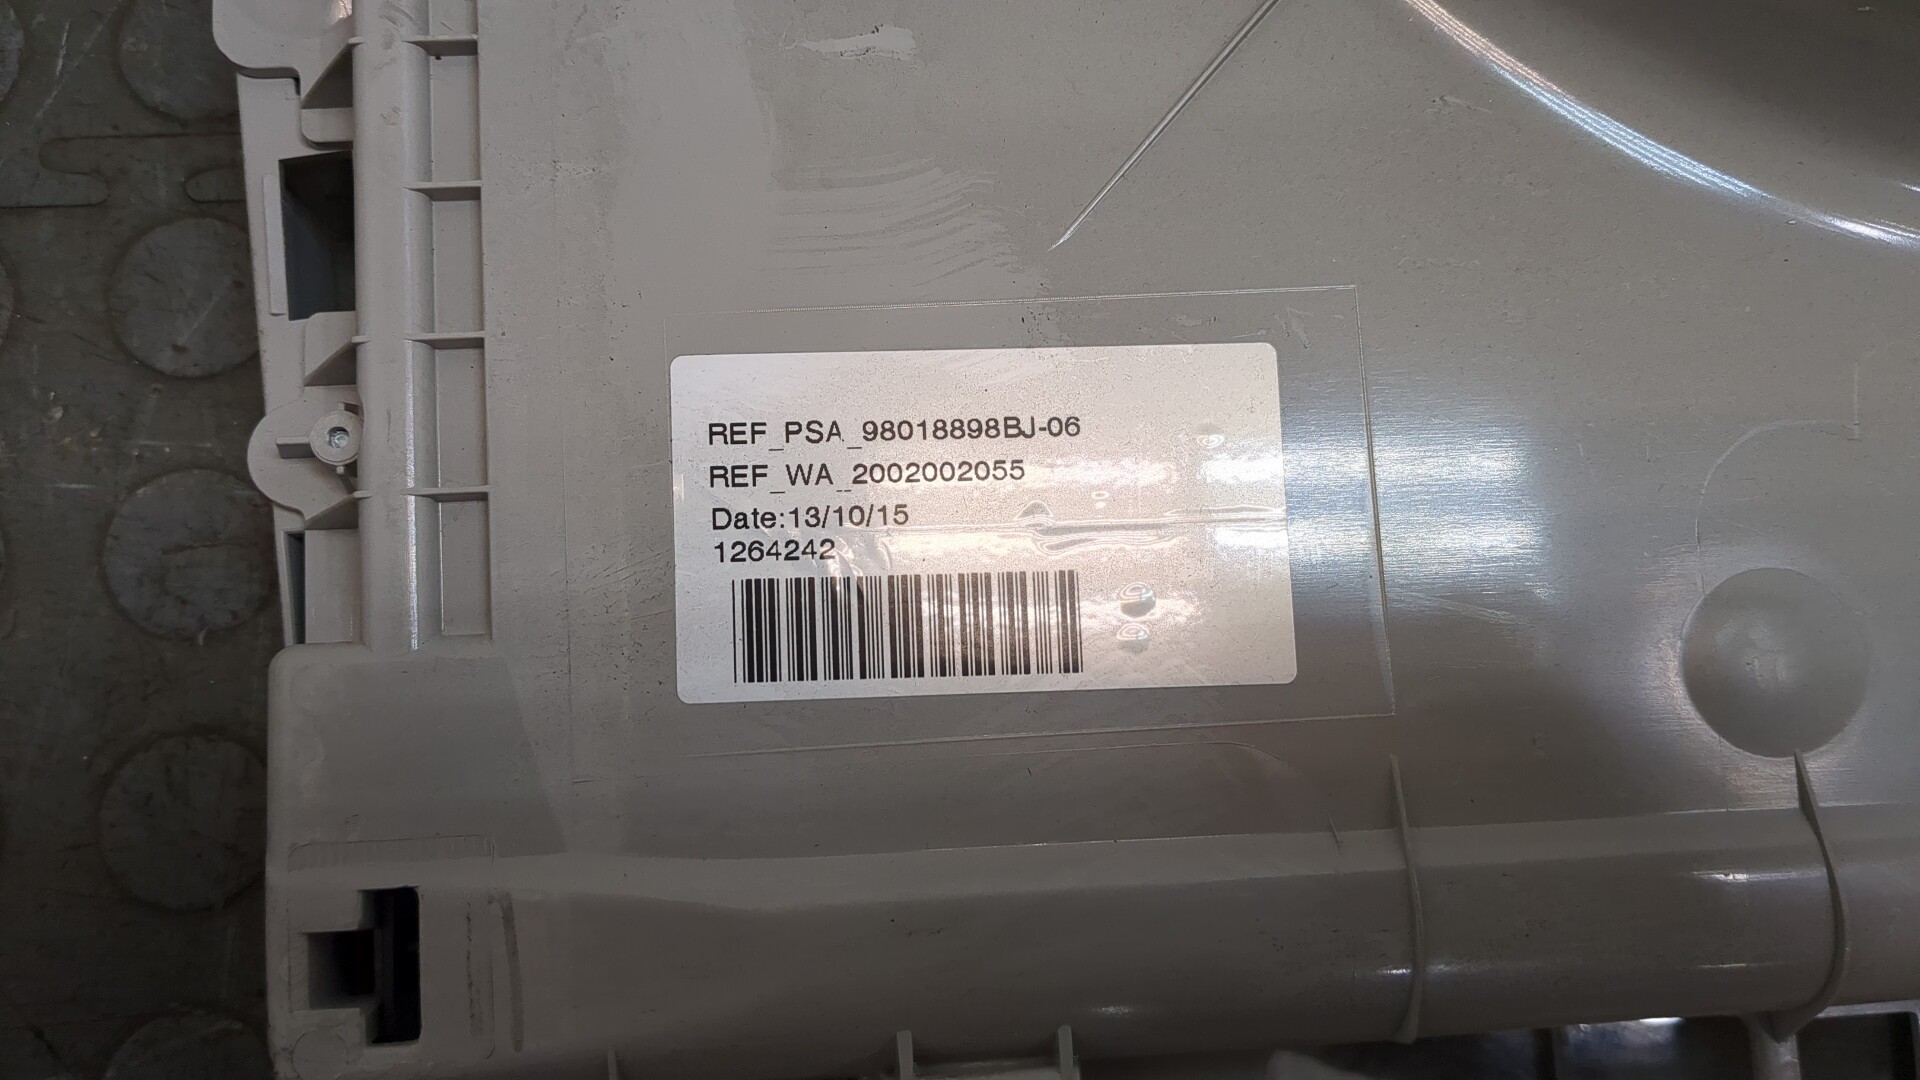 REF_PSA_98018898BJ-06
REF_WA_2002002055
Date:13/10/15
1264242